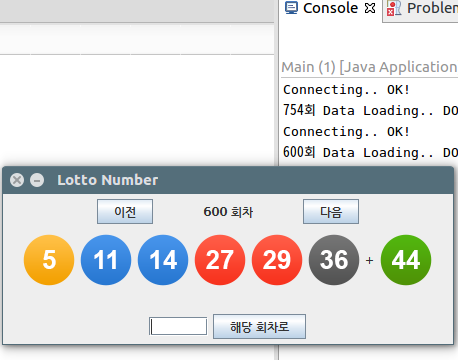 Console Problem
Main (1) [Java Application
Connecting.. OK!
754회 Data Loading.. DO
Connecting.. OK!
600회 Data Loading.. DO
Lotto Number
이전 600 회차 다음
5 11 14 27 29 36 + 44
해당 회차로